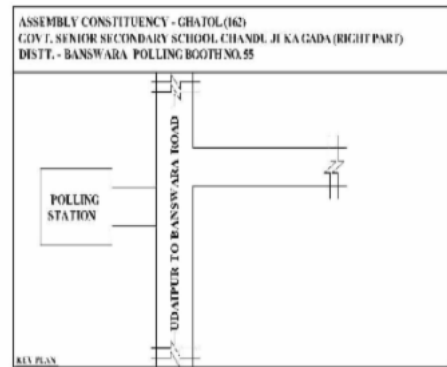 ASSEMBLY CONSTITUENCY - GHATOL (162)
GOVT. SENIOR SECONDARY SCHOOL CHANDU JI KA GADA (RIGHT PART)
DISTT. - BANSWARA POLLING BOOTH NO. 55
UDAIPUR TO BANSWARA ROAD
POLLING
STATION
KEY PLAN